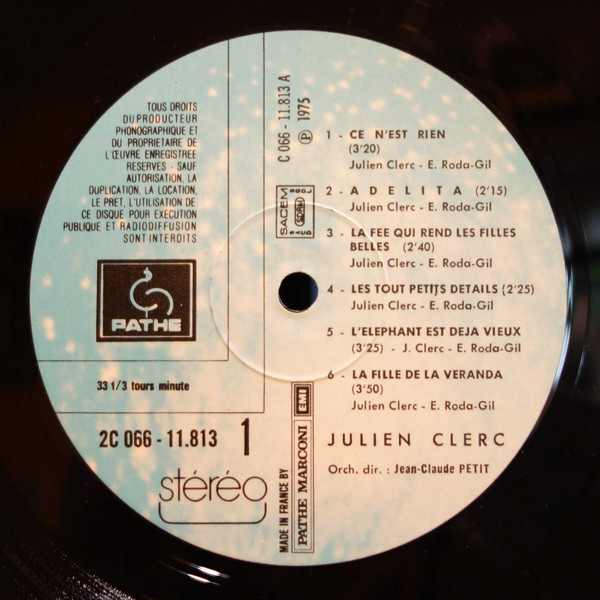 TOUS DROITS
DU PRODUCTEUR
PHONOGRAPHIQUE ET
DU PROPRIETAIRE DE
L'ŒUVRE ENREGISTREE
RESERVES - SAUF
AUTORISATION, LA
DUPLICATION, LA LOCATION,
LE PRET, L'UTILISATION DE
CE DISQUE POUR EXECUTION
PUBLIQUE ET RADIODIFFUSION
SONT INTERDITS
PATHE
33 1/3 tours minute
2C 066 - 11.813 1
stéréo
C 066 - 11.813 A
℗ 1975
SACEM
SDRM
MADE IN FRANCE BY
PATHE MARCONI EMI
1 - CE N'EST RIEN
(3'20)
Julien Clerc - E. Roda-Gil
2 - ADELITA (2'15)
Julien Clerc - E. Roda-Gil
3 - LA FEE QUI REND LES FILLES
BELLES (2'40)
Julien Clerc - E. Roda-Gil
4 - LES TOUT PETITS DETAILS (2'25)
Julien Clerc - E. Roda-Gil
5 - L'ELEPHANT EST DEJA VIEUX
(3'25) - J. Clerc - E. Roda-Gil
6 - LA FILLE DE LA VERANDA
(3'50)
Julien Clerc - E. Roda-Gil
JULIEN CLERC
Orch. dir. : Jean-Claude PETIT